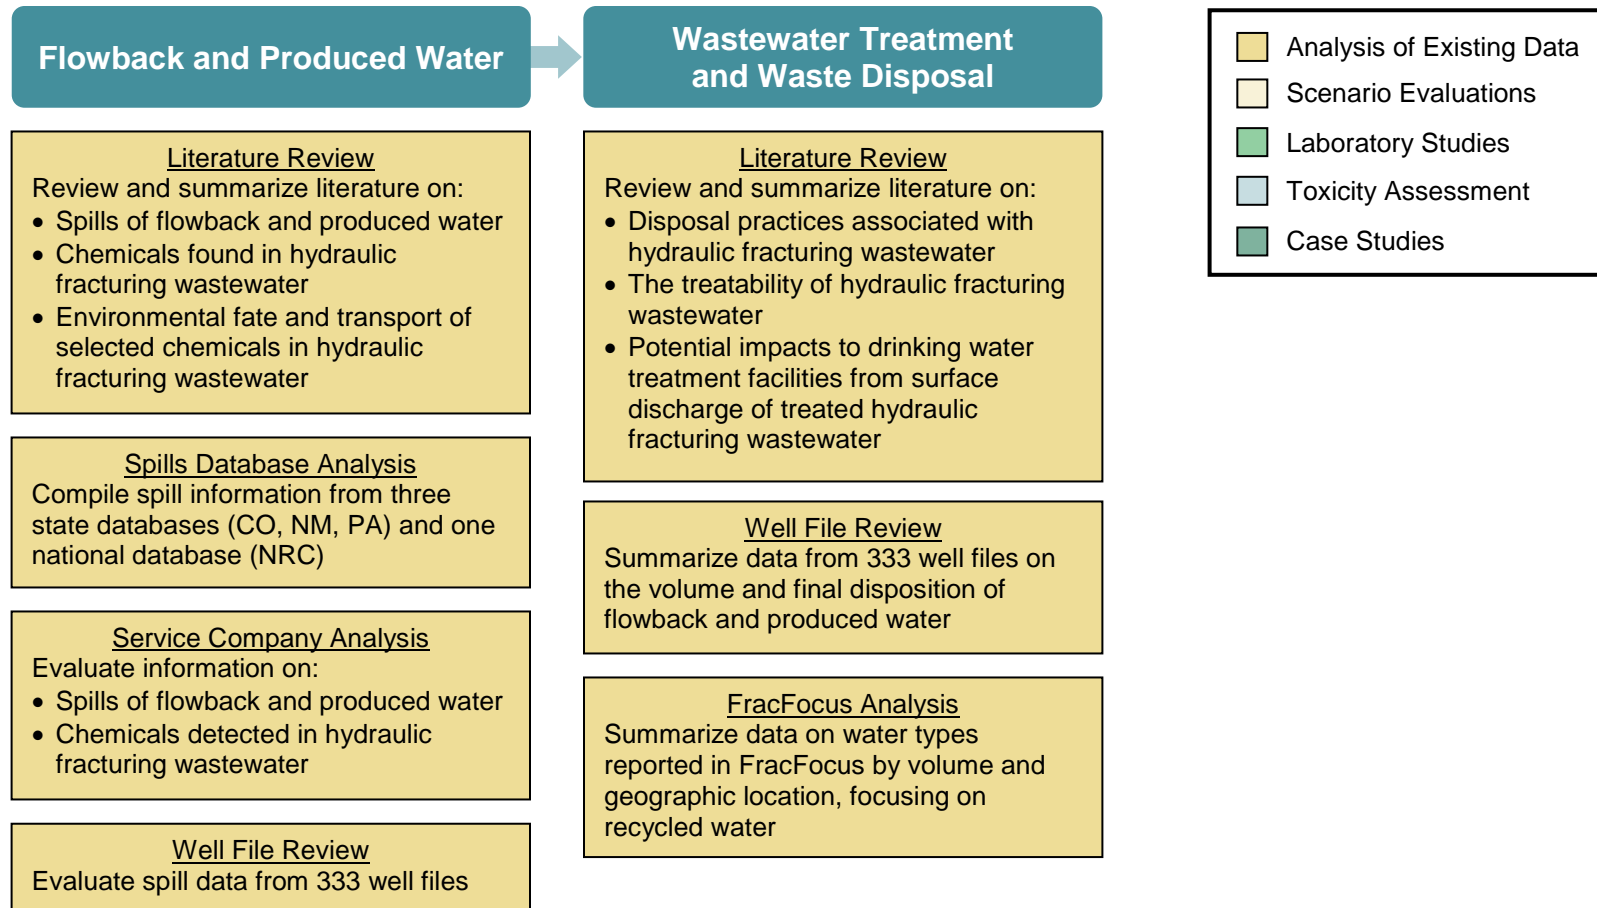 Flowback and Produced Water
Literature Review
Review and summarize literature on:
• Spills of flowback and produced water
• Chemicals found in hydraulic
fracturing wastewater
• Environmental fate and transport of
selected chemicals in hydraulic
fracturing wastewater
Spills Database Analysis
Compile spill information from three
state databases (CO, NM, PA) and one
national database (NRC)
Service Company Analysis
Evaluate information on:
• Spills of flowback and produced water
• Chemicals detected in hydraulic
fracturing wastewater
Well File Review
Evaluate spill data from 333 well files
Wastewater Treatment
and Waste Disposal
Literature Review
Review and summarize literature on:
• Disposal practices associated with
hydraulic fracturing wastewater
• The treatability of hydraulic fracturing
wastewater
• Potential impacts to drinking water
treatment facilities from surface
discharge of treated hydraulic
fracturing wastewater
Well File Review
Summarize data from 333 well files on
the volume and final disposition of
flowback and produced water
FracFocus Analysis
Summarize data on water types
reported in FracFocus by volume and
geographic location, focusing on
recycled water
Analysis of Existing Data
Scenario Evaluations
Laboratory Studies
Toxicity Assessment
Case Studies